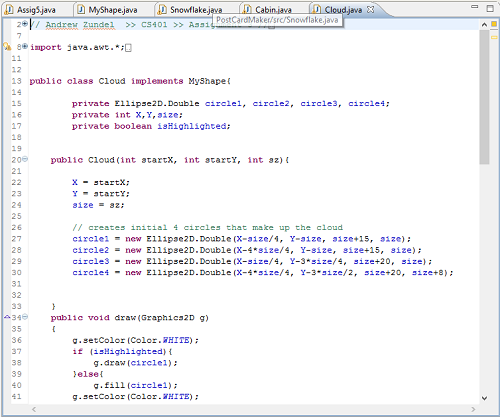 Assig5.java MyShape.java Snowflake.java Cabin.java Cloud.java
PostCardMaker/src/Snowflake.java
2 // Andrew Zundel >> CS401 >>
8 import java.awt.*;
11
12
13 public class Cloud implements MyShape{
14
15 private Ellipse2D.Double circle1, circle2, circle3, circle4;
16 private int X,Y,size;
17 private boolean isHighlighted;
18
19
20 public Cloud(int startX, int startY, int sz){
21
22 X = startX;
23 Y = startY;
24 size = sz;
25
26 // creates initial 4 circles that make up the cloud
27 circle1 = new Ellipse2D.Double(X-size/4, Y-size, size+15, size);
28 circle2 = new Ellipse2D.Double(X-4*size/4, Y-size, size+15, size);
29 circle3 = new Ellipse2D.Double(X-size/4, Y-3*size/4, size+20, size);
30 circle4 = new Ellipse2D.Double(X-4*size/4, Y-3*size/2, size+20, size+8);
31
32
33 }
34 public void draw(Graphics2D g)
35 {
36 g.setColor(Color.WHITE);
37 if (isHighlighted){
38 g.draw(circle1);
39 }else{
40 g.fill(circle1);
41 g.setColor(Color.WHITE);